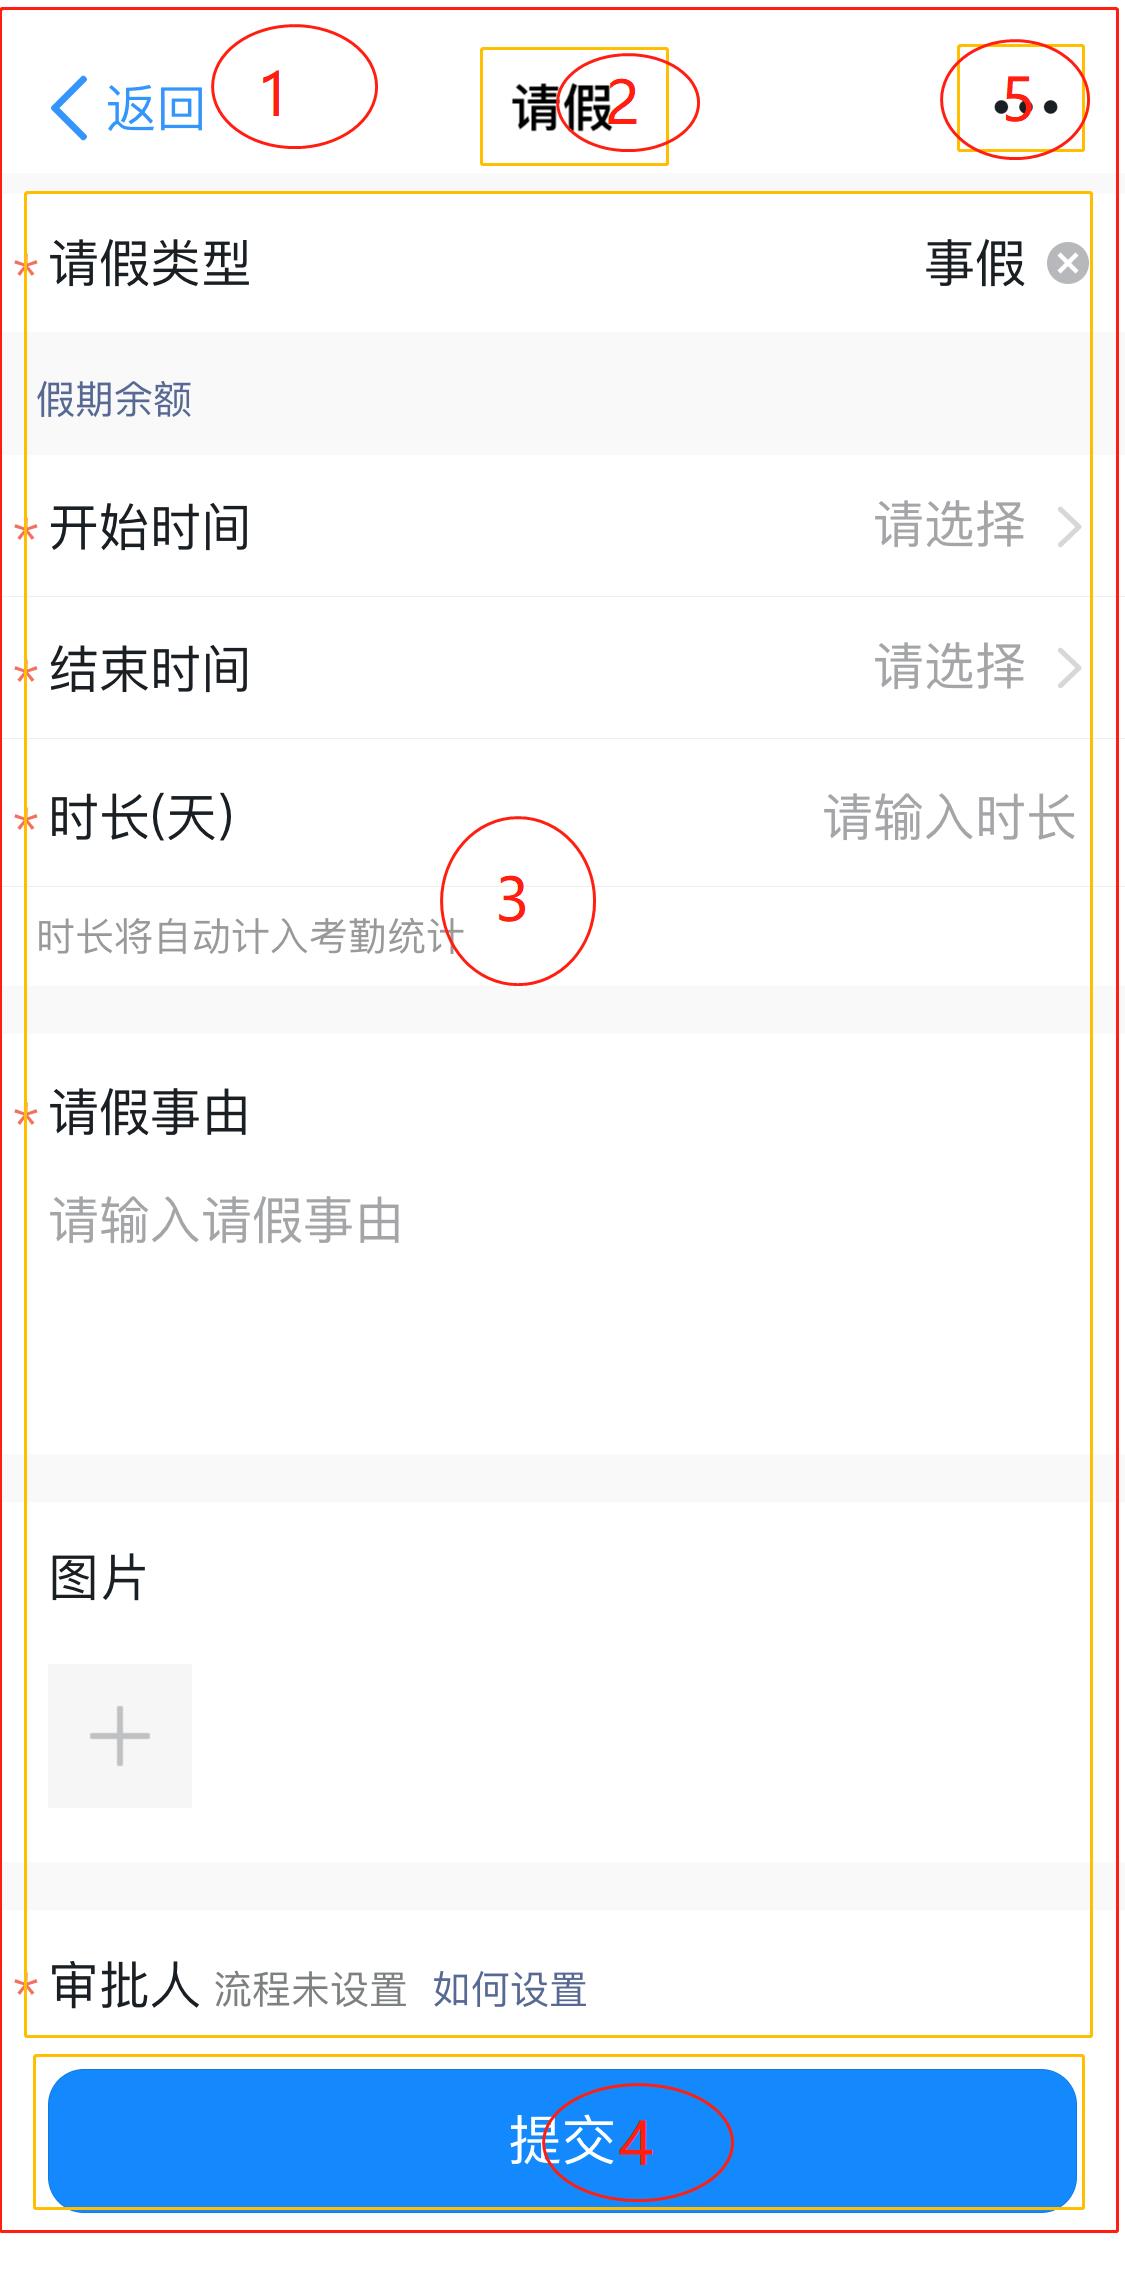 返回 1 请假 2 5
* 请假类型 事假
假期余额
* 开始时间 请选择
* 结束时间 请选择
* 时长(天) 请输入时长
3
时长将自动计入考勤统计
* 请假事由
请输入请假事由
图片
* 审批人 流程未设置 如何设置
提交 4